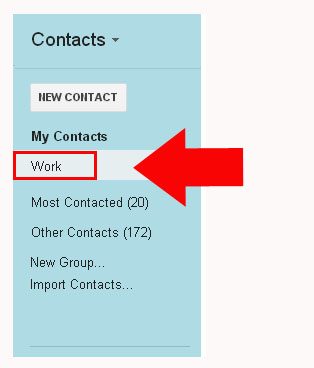 Contacts
NEW CONTACT
My Contacts
Work
Most Contacted (20)
Other Contacts (172)
New Group...
Import Contacts...